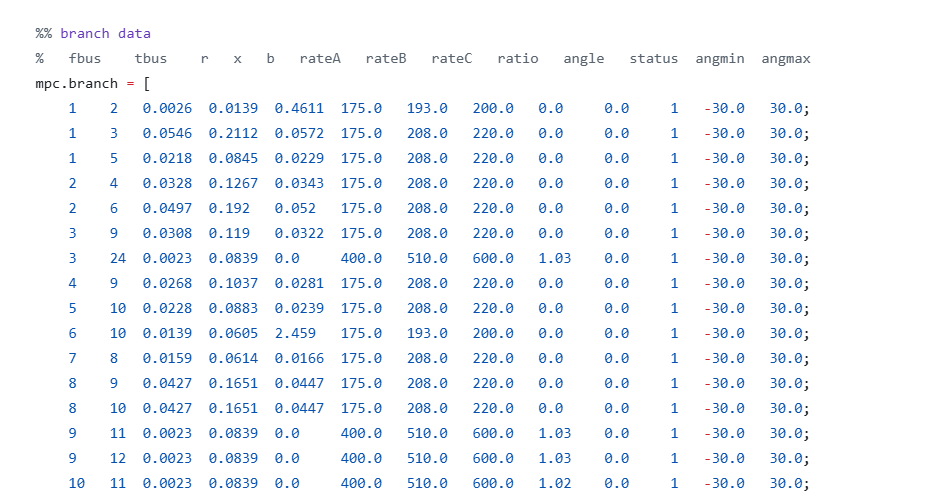 %% branch data
%   fbus    tbus    r   x   b   rateA   rateB   rateC   ratio   angle   status  angmin  angmax
mpc.branch = [
    1    2   0.0026  0.0139  0.4611  175.0   193.0   200.0   0.0     0.0     1   -30.0   30.0;
    1    3   0.0546  0.2112  0.0572  175.0   208.0   220.0   0.0     0.0     1   -30.0   30.0;
    1    5   0.0218  0.0845  0.0229  175.0   208.0   220.0   0.0     0.0     1   -30.0   30.0;
    2    4   0.0328  0.1267  0.0343  175.0   208.0   220.0   0.0     0.0     1   -30.0   30.0;
    2    6   0.0497  0.192   0.052   175.0   208.0   220.0   0.0     0.0     1   -30.0   30.0;
    3    9   0.0308  0.119   0.0322  175.0   208.0   220.0   0.0     0.0     1   -30.0   30.0;
    3    24  0.0023  0.0839  0.0     400.0   510.0   600.0   1.03    0.0     1   -30.0   30.0;
    4    9   0.0268  0.1037  0.0281  175.0   208.0   220.0   0.0     0.0     1   -30.0   30.0;
    5    10  0.0228  0.0883  0.0239  175.0   208.0   220.0   0.0     0.0     1   -30.0   30.0;
    6    10  0.0139  0.0605  2.459   175.0   193.0   200.0   0.0     0.0     1   -30.0   30.0;
    7    8   0.0159  0.0614  0.0166  175.0   208.0   220.0   0.0     0.0     1   -30.0   30.0;
    8    9   0.0427  0.1651  0.0447  175.0   208.0   220.0   0.0     0.0     1   -30.0   30.0;
    8    10  0.0427  0.1651  0.0447  175.0   208.0   220.0   0.0     0.0     1   -30.0   30.0;
    9    11  0.0023  0.0839  0.0     400.0   510.0   600.0   1.03    0.0     1   -30.0   30.0;
    9    12  0.0023  0.0839  0.0     400.0   510.0   600.0   1.03    0.0     1   -30.0   30.0;
    10   11  0.0023  0.0839  0.0     400.0   510.0   600.0   1.02    0.0     1   -30.0   30.0;